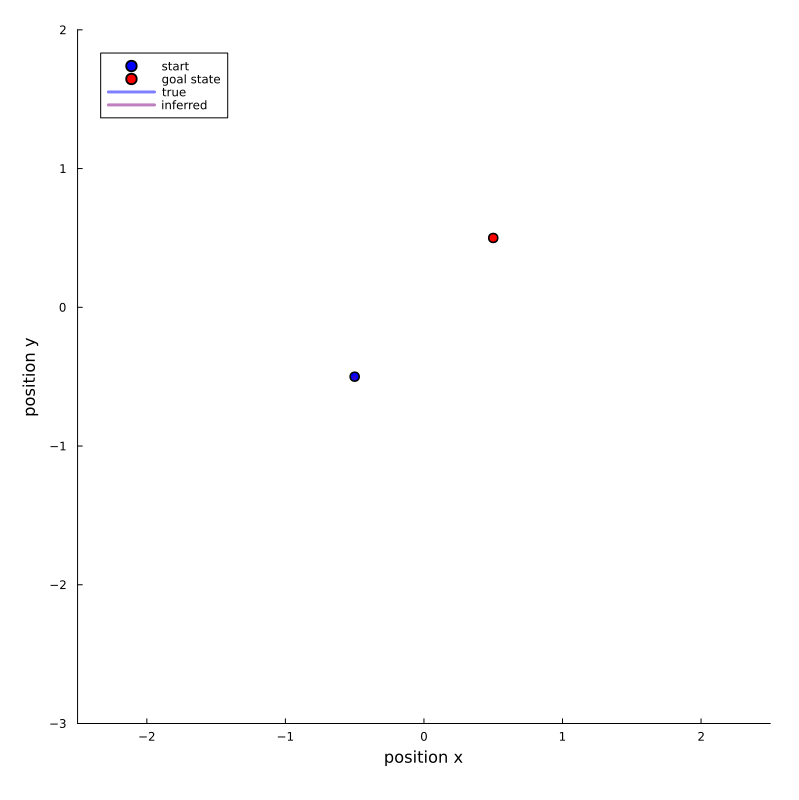 2
start
goal state
true
inferred
1
0
position y
−1
−2
−3
−2 −1 0 1 2
position x